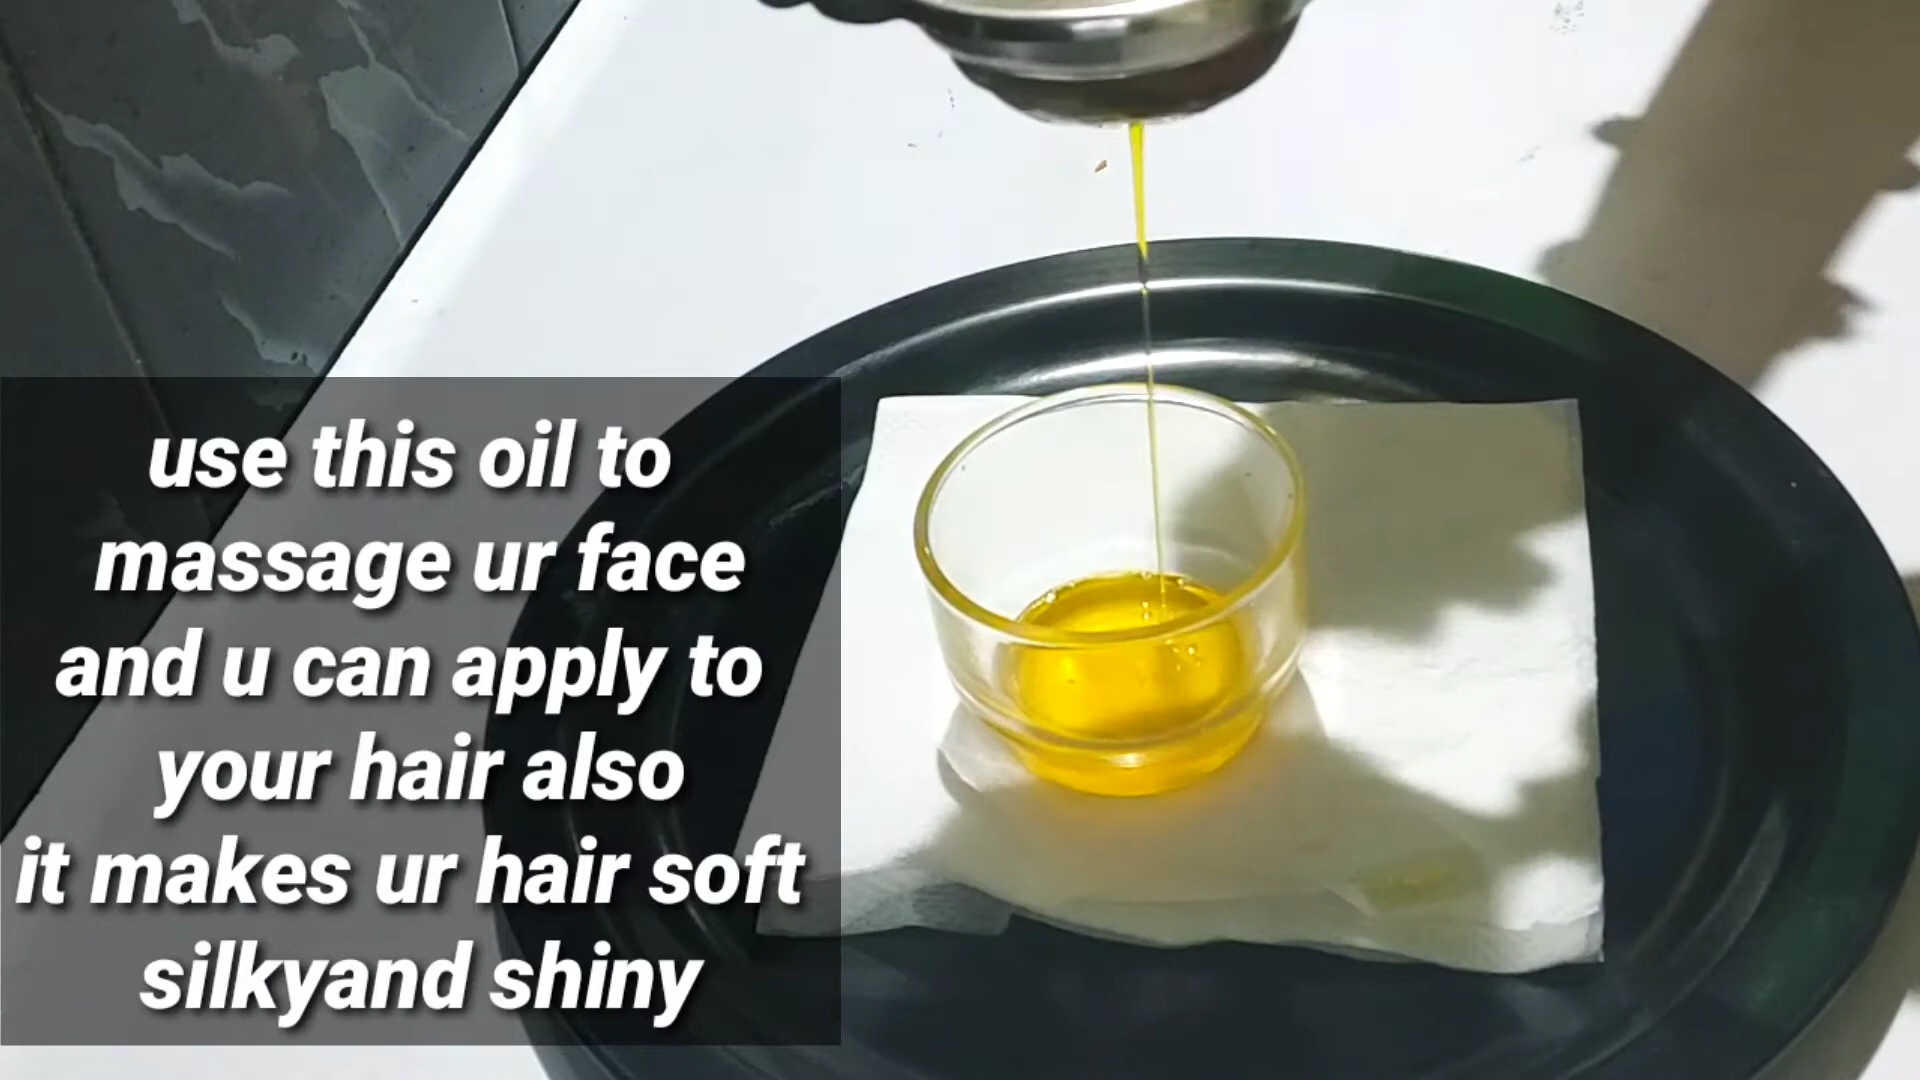 use this oil to
massage ur face
and u can apply to
your hair also
it makes ur hair soft
silkyand shiny